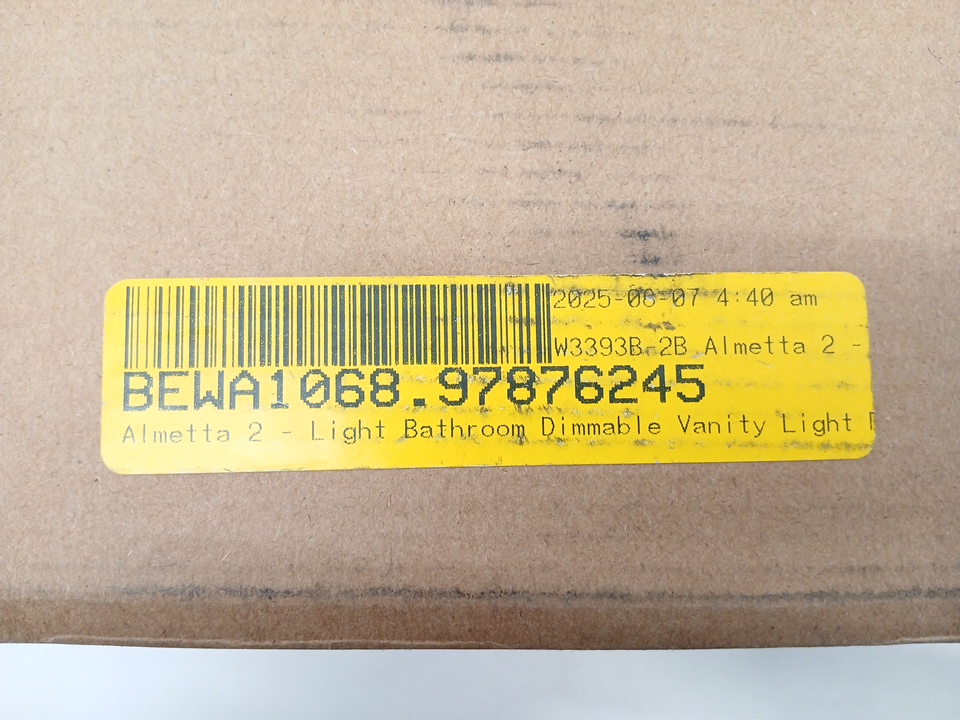 2025-08-07 4:40 am
W3393B-2B Almetta 2 -
BEWA1068.97876245
Almetta 2 - Light Bathroom Dimmable Vanity Light